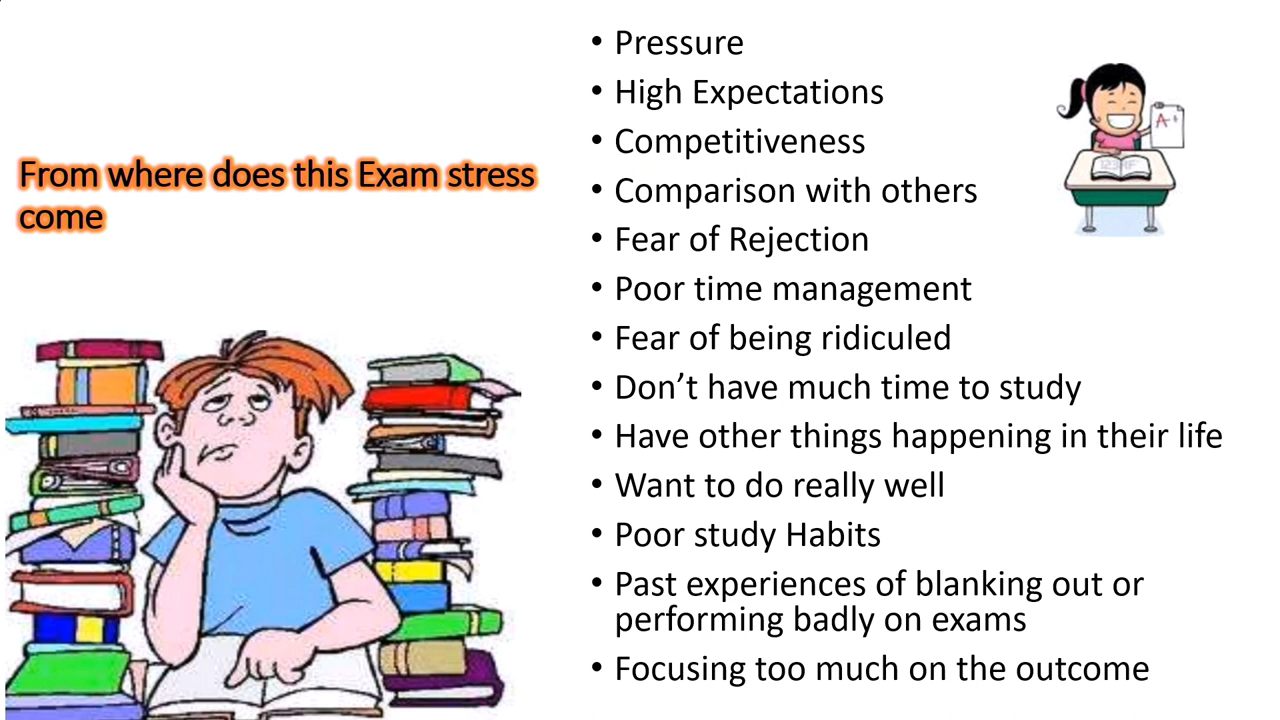 From where does this Exam stress
come
• Pressure
• High Expectations
• Competitiveness
• Comparison with others
• Fear of Rejection
• Poor time management
• Fear of being ridiculed
• Don’t have much time to study
• Have other things happening in their life
• Want to do really well
• Poor study Habits
• Past experiences of blanking out or
performing badly on exams
• Focusing too much on the outcome
A+
123